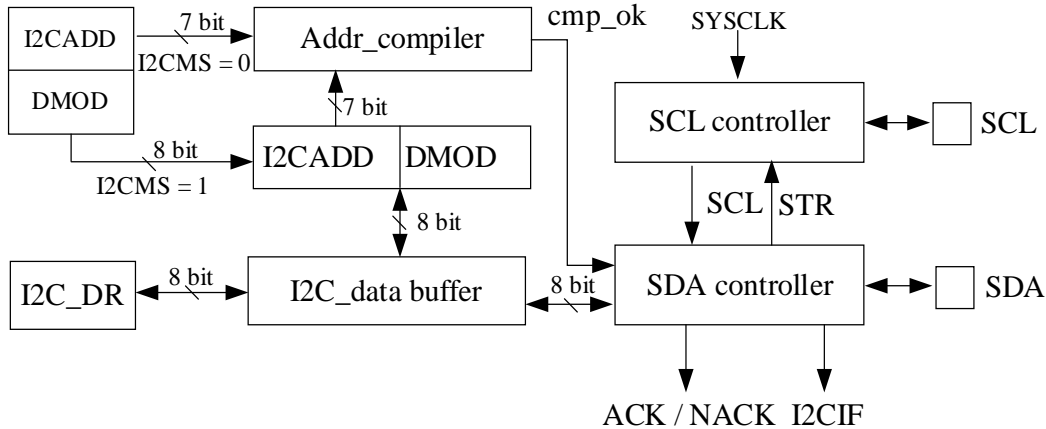 I2CADD
DMOD
7 bit
I2CMS = 0
Addr_compiler
cmp_ok
SYSCLK
7 bit
SCL controller
SCL
8 bit
I2CMS = 1
I2CADD
DMOD
SCL
STR
8 bit
I2C_DR
8 bit
I2C_data buffer
8 bit
SDA controller
SDA
ACK / NACK
I2CIF